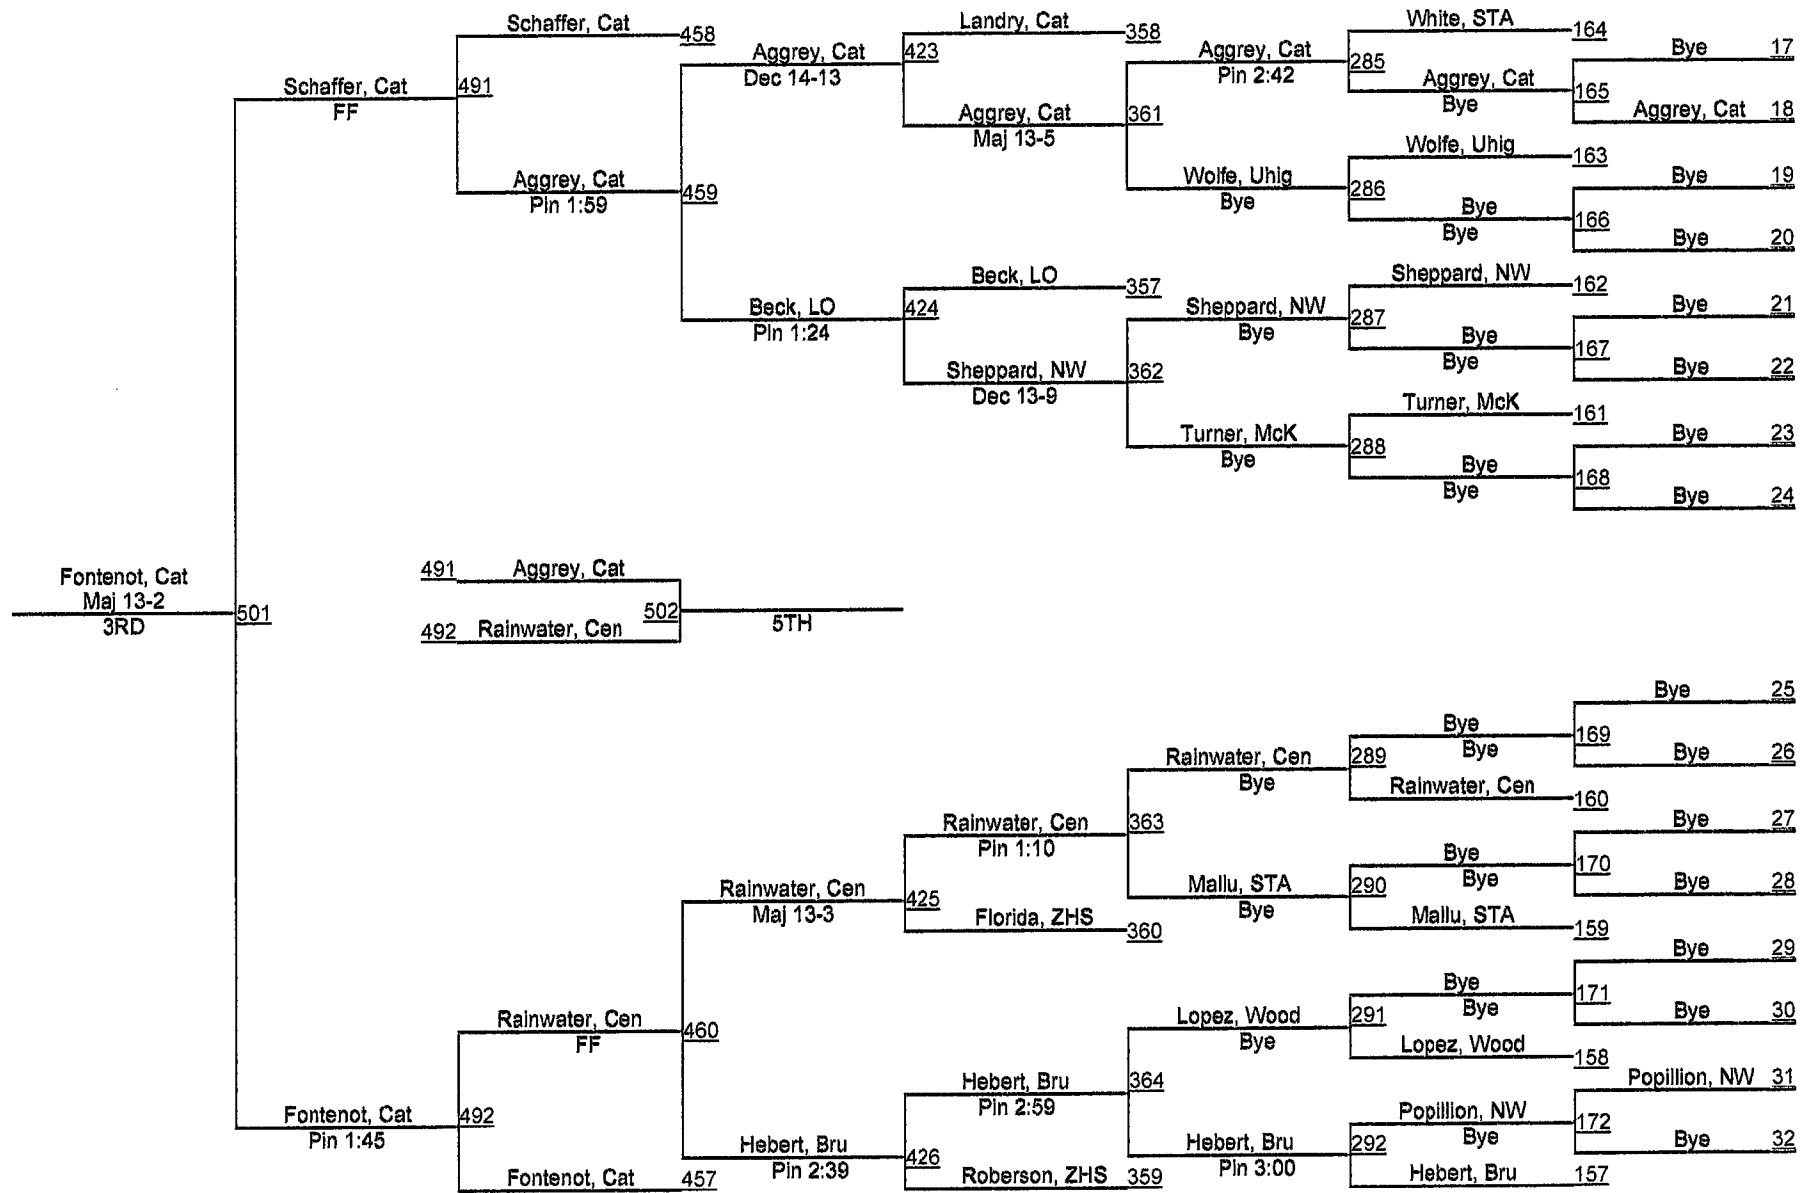 Schaffer, Cat 458
Landry, Cat 358
White, STA 164
Aggrey, Cat 423
Dec 14-13
Aggrey, Cat 285
Pin 2:42
Bye 17
Schaffer, Cat 491
FF
Aggrey, Cat 165
Bye
Aggrey, Cat 361
Maj 13-5
Aggrey, Cat 18
Wolfe, Uhig 163
Aggrey, Cat 459
Pin 1:59
Wolfe, Uhig 286
Bye
Bye 19
Bye 166
Bye
Bye 20
Beck, LO 357
Sheppard, NW 162
Beck, LO 424
Pin 1:24
Sheppard, NW 287
Bye
Bye 21
Bye 167
Bye
Sheppard, NW 362
Dec 13-9
Bye 22
Turner, McK 161
Turner, McK 288
Bye
Bye 23
Bye 168
Bye
Bye 24
Fontenot, Cat
Maj 13-2
3RD
501
491 Aggrey, Cat
502
5TH
492 Rainwater, Cen
Bye 25
Bye 169
Bye
Rainwater, Cen 289
Bye
Bye 26
Rainwater, Cen 160
Rainwater, Cen 363
Pin 1:10
Bye 27
Bye 170
Bye
Rainwater, Cen 425
Maj 13-3
Mallu, STA 290
Bye
Bye 28
Florida, ZHS 360
Mallu, STA 159
Bye 29
Bye 171
Bye
Rainwater, Cen 460
FF
Lopez, Wood 291
Bye
Bye 30
Lopez, Wood 158
Hebert, Bru 364
Pin 2:59
Popillion, NW 31
Fontenot, Cat 492
Pin 1:45
Popillion, NW 172
Bye
Hebert, Bru 426
Pin 2:39
Hebert, Bru 292
Pin 3:00
Bye 32
Fontenot, Cat 457
Roberson, ZHS 359
Hebert, Bru 157